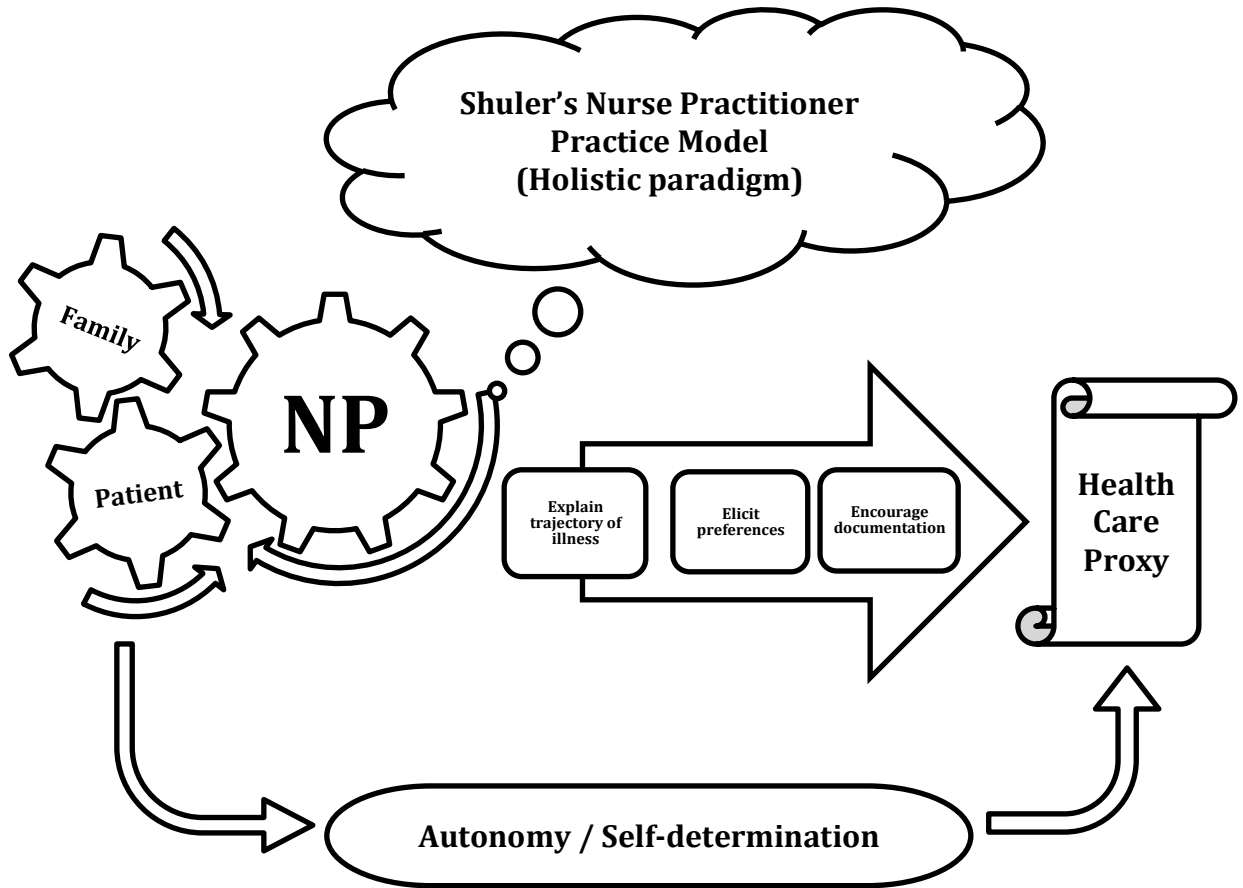 Shuler’s Nurse Practitioner
Practice Model
(Holistic paradigm)
Family
NP
Patient
Explain
trajectory of
illness
Elicit
preferences
Encourage
documentation
Health
Care
Proxy
Autonomy / Self-determination